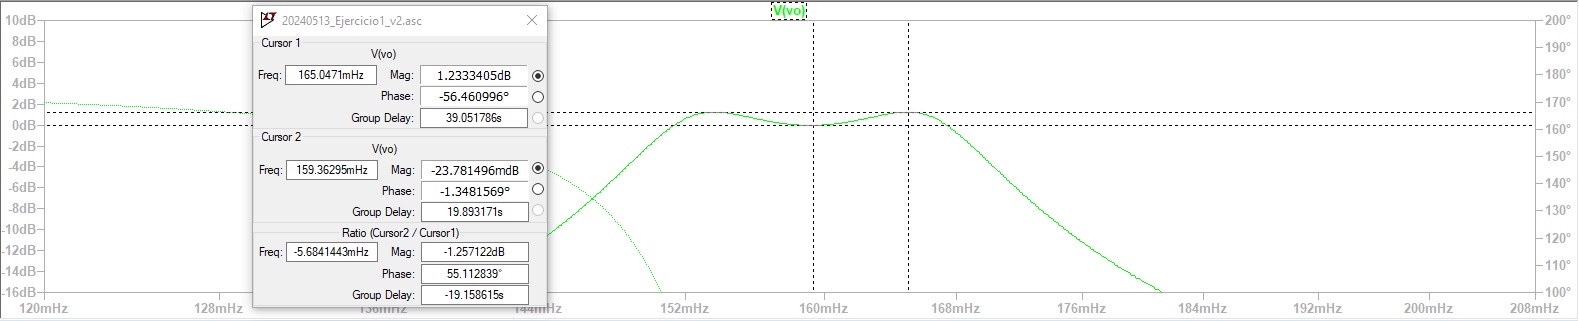 V(vo)
10dB
8dB
6dB
4dB
2dB
0dB
-2dB
-4dB
-6dB
-8dB
-10dB
-12dB
-14dB
-16dB
20240513_Ejercicio1_v2.asc
Cursor 1
V(vo)
Freq: 165.0471mHz Mag: 1.2333405dB
Phase: -56.460996°
Group Delay: 39.051786s
Cursor 2
V(vo)
Freq: 159.36295mHz Mag: -23.781496mdB
Phase: -1.3481569°
Group Delay: 19.893171s
Ratio (Cursor2 / Cursor1)
Freq: -5.6841443mHz Mag: -1.257122dB
Phase: 55.112839°
Group Delay: -19.158615s
200°
190°
180°
170°
160°
150°
140°
130°
120°
110°
100°
120mHz 128mHz 136mHz 144mHz 152mHz 160mHz 168mHz 176mHz 184mHz 192mHz 200mHz 208mHz